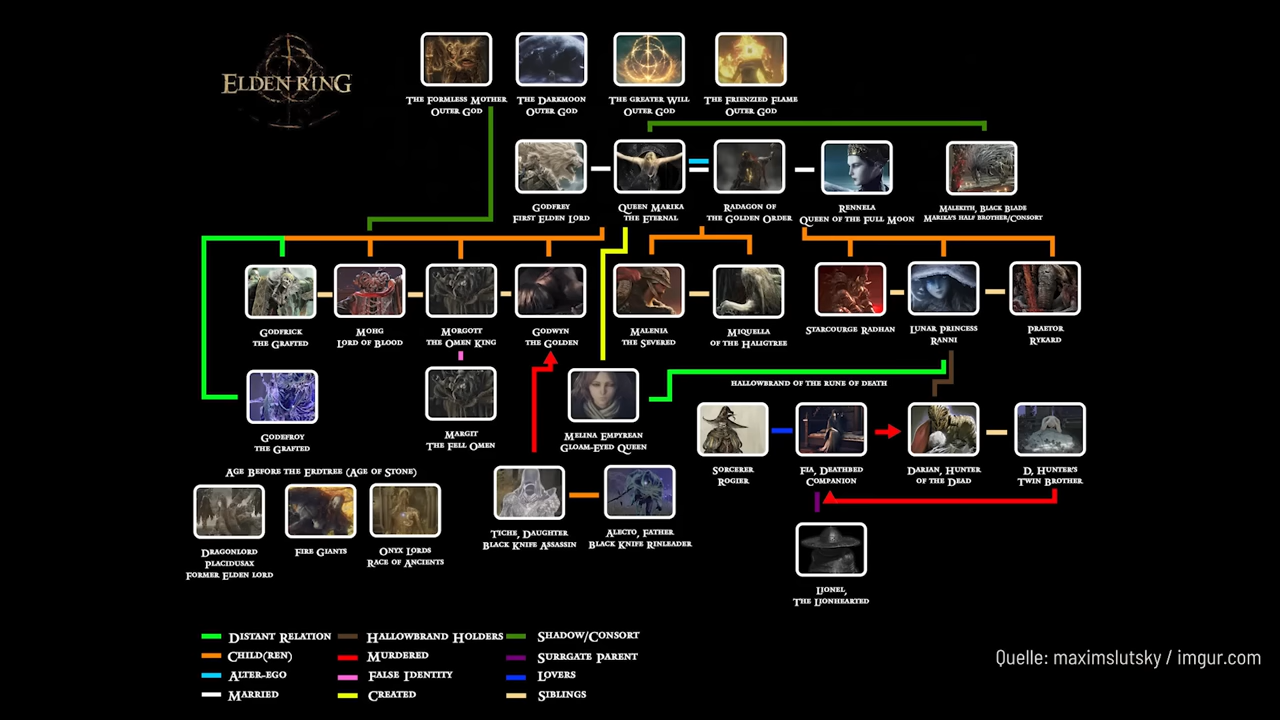 ELDEN RING
THE FORMLESS MOTHER
OUTER GOD
THE DARKMOON
OUTER GOD
THE GREATER WILL
OUTER GOD
THE FRIENZIED FLAME
OUTER GOD
GODFREY
FIRST ELDEN LORD
QUEEN MARIKA
THE ETERNAL
RADAGON OF
THE GOLDEN ORDER
RENNELA
QUEEN OF THE FULL MOON
MALEKITH, BLACK BLADE
MARIKA'S HALF BROTHER/CONSORT
GODFRICK
THE GRAFTED
MOHG
LORD OF BLOOD
MORGOTT
THE OMEN KING
GODWYN
THE GOLDEN
MALENIA
THE SEVERED
MIQUELLA
OF THE HALIGTREE
STARCOURGE RADHAN
LUNAR PRINCESS
RANNI
PRAETOR
RYKARD
HALLOWBRAND OF THE RUNE OF DEATH
GODEFROY
THE GRAFTED
MARGIT
THE FELL OMEN
MELINA EMPYREAN
GLOAM-EYED QUEEN
SORCERER
ROGIER
FIA, DEATHBED
COMPANION
DARIAN, HUNTER
OF THE DEAD
D, HUNTER'S
TWIN BROTHER
AGE BEFORE THE ERDTREE (AGE OF STONE)
DRAGONLORD
PLACIDUSAX
FORMER ELDEN LORD
FIRE GIANTS
ONYX LORDS
RACE OF ANCIENTS
TICHE, DAUGHTER
BLACK KNIFE ASSASSIN
ALECTO, FATHER
BLACK KNIFE RINLEADER
LIONEL,
THE LIONHEARTED
DISTANT RELATION
HALLOWBRAND HOLDERS
SHADOW/CONSORT
CHILD(REN)
MURDERED
SURRGATE PARENT
ALTER-EGO
FALSE IDENTITY
LOVERS
MARRIED
CREATED
SIBLINGS
Quelle: maximslutsky / imgur.com